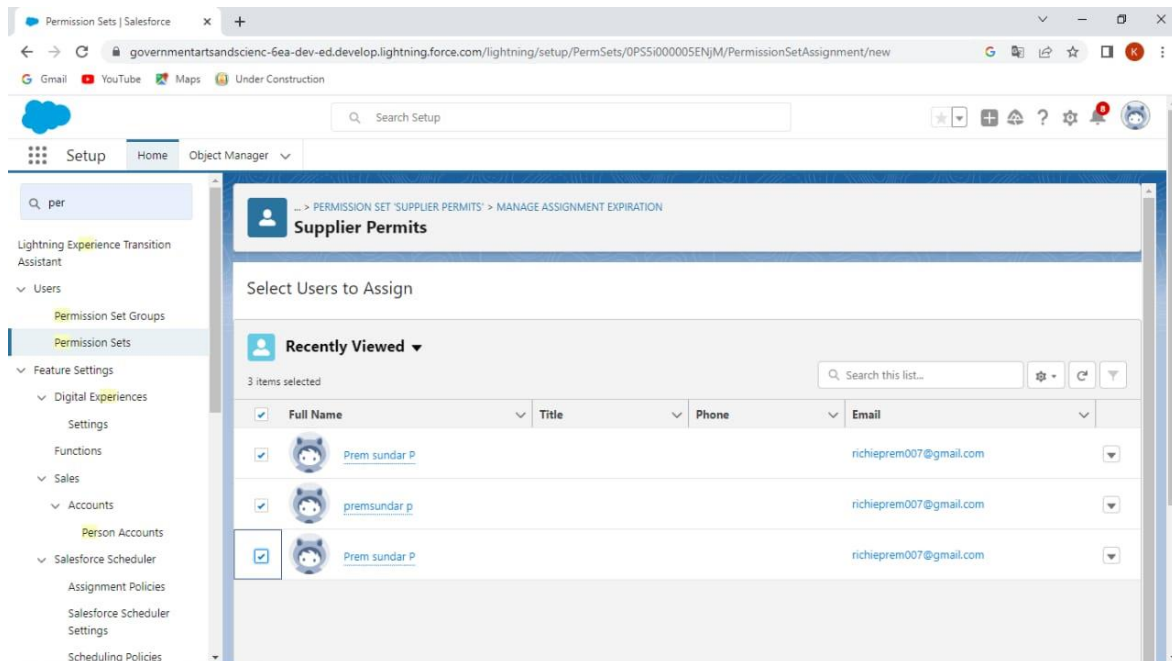 Permission Sets | Salesforce
governmentartsandscienc-6ea-dev-ed.develop.lightning.force.com/lightning/setup/PermSets/0PS5i000005ENjM/PermissionSetAssignment/new
G
K
Gmail YouTube Maps Under Construction
Search Setup
8
Setup Home Object Manager
per
Lightning Experience Transition
Assistant
Users
Permission Set Groups
Permission Sets
Feature Settings
Digital Experiences
Settings
Functions
Sales
Accounts
Person Accounts
Salesforce Scheduler
Assignment Policies
Salesforce Scheduler
Settings
Scheduling Policies
... > PERMISSION SET 'SUPPLIER PERMITS' > MANAGE ASSIGNMENT EXPIRATION
Supplier Permits
Select Users to Assign
Recently Viewed
3 items selected
Search this list...
Full Name Title Phone Email
Prem sundar P richieprem007@gmail.com
premsundar p richieprem007@gmail.com
Prem sundar P richieprem007@gmail.com